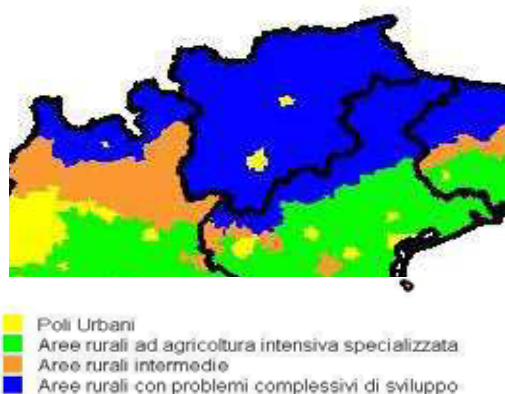 Poli Urbani
Aree rurali ad agricoltura intensiva specializzata
Aree rurali intermedie
Aree rurali con problemi complessivi di sviluppo